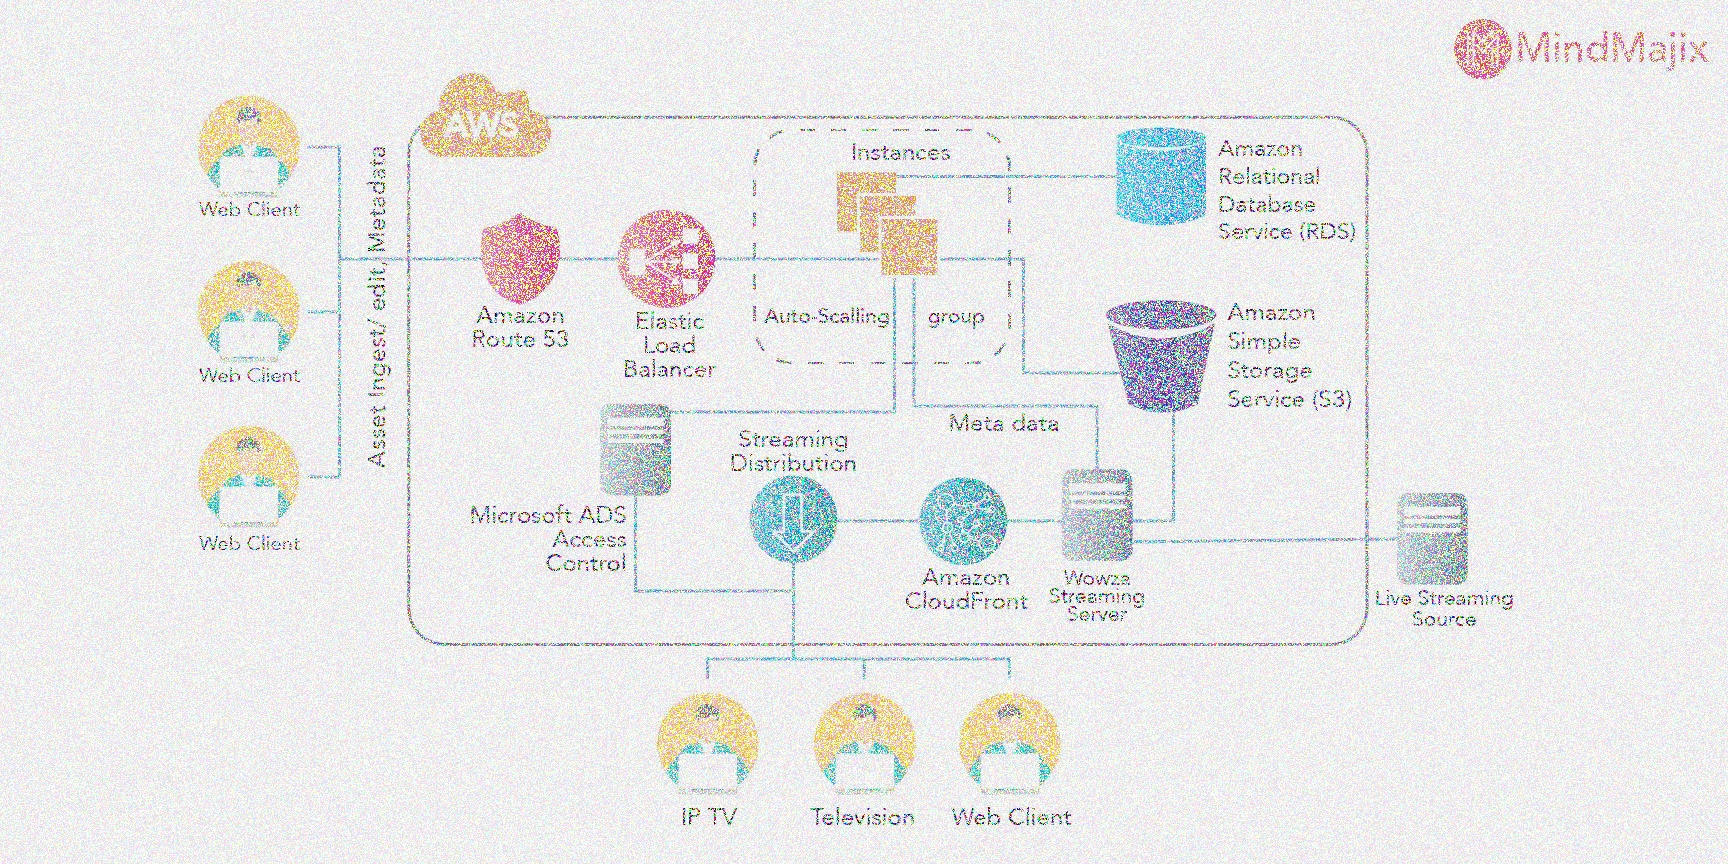 MindMajix
AWS
Web Client
Web Client
Web Client
Asset Ingest/ edit, Metadata
Amazon
Route 53
Elastic
Load
Balancer
Instances
Auto-Scalling group
Amazon
Relational
Database
Service (RDS)
Amazon
Simple
Storage
Service (S3)
Meta data
Microsoft ADS
Access
Control
Streaming
Distribution
Amazon
CloudFront
Wowza
Streaming
Server
Live Streaming
Source
IP TV
Television
Web Client